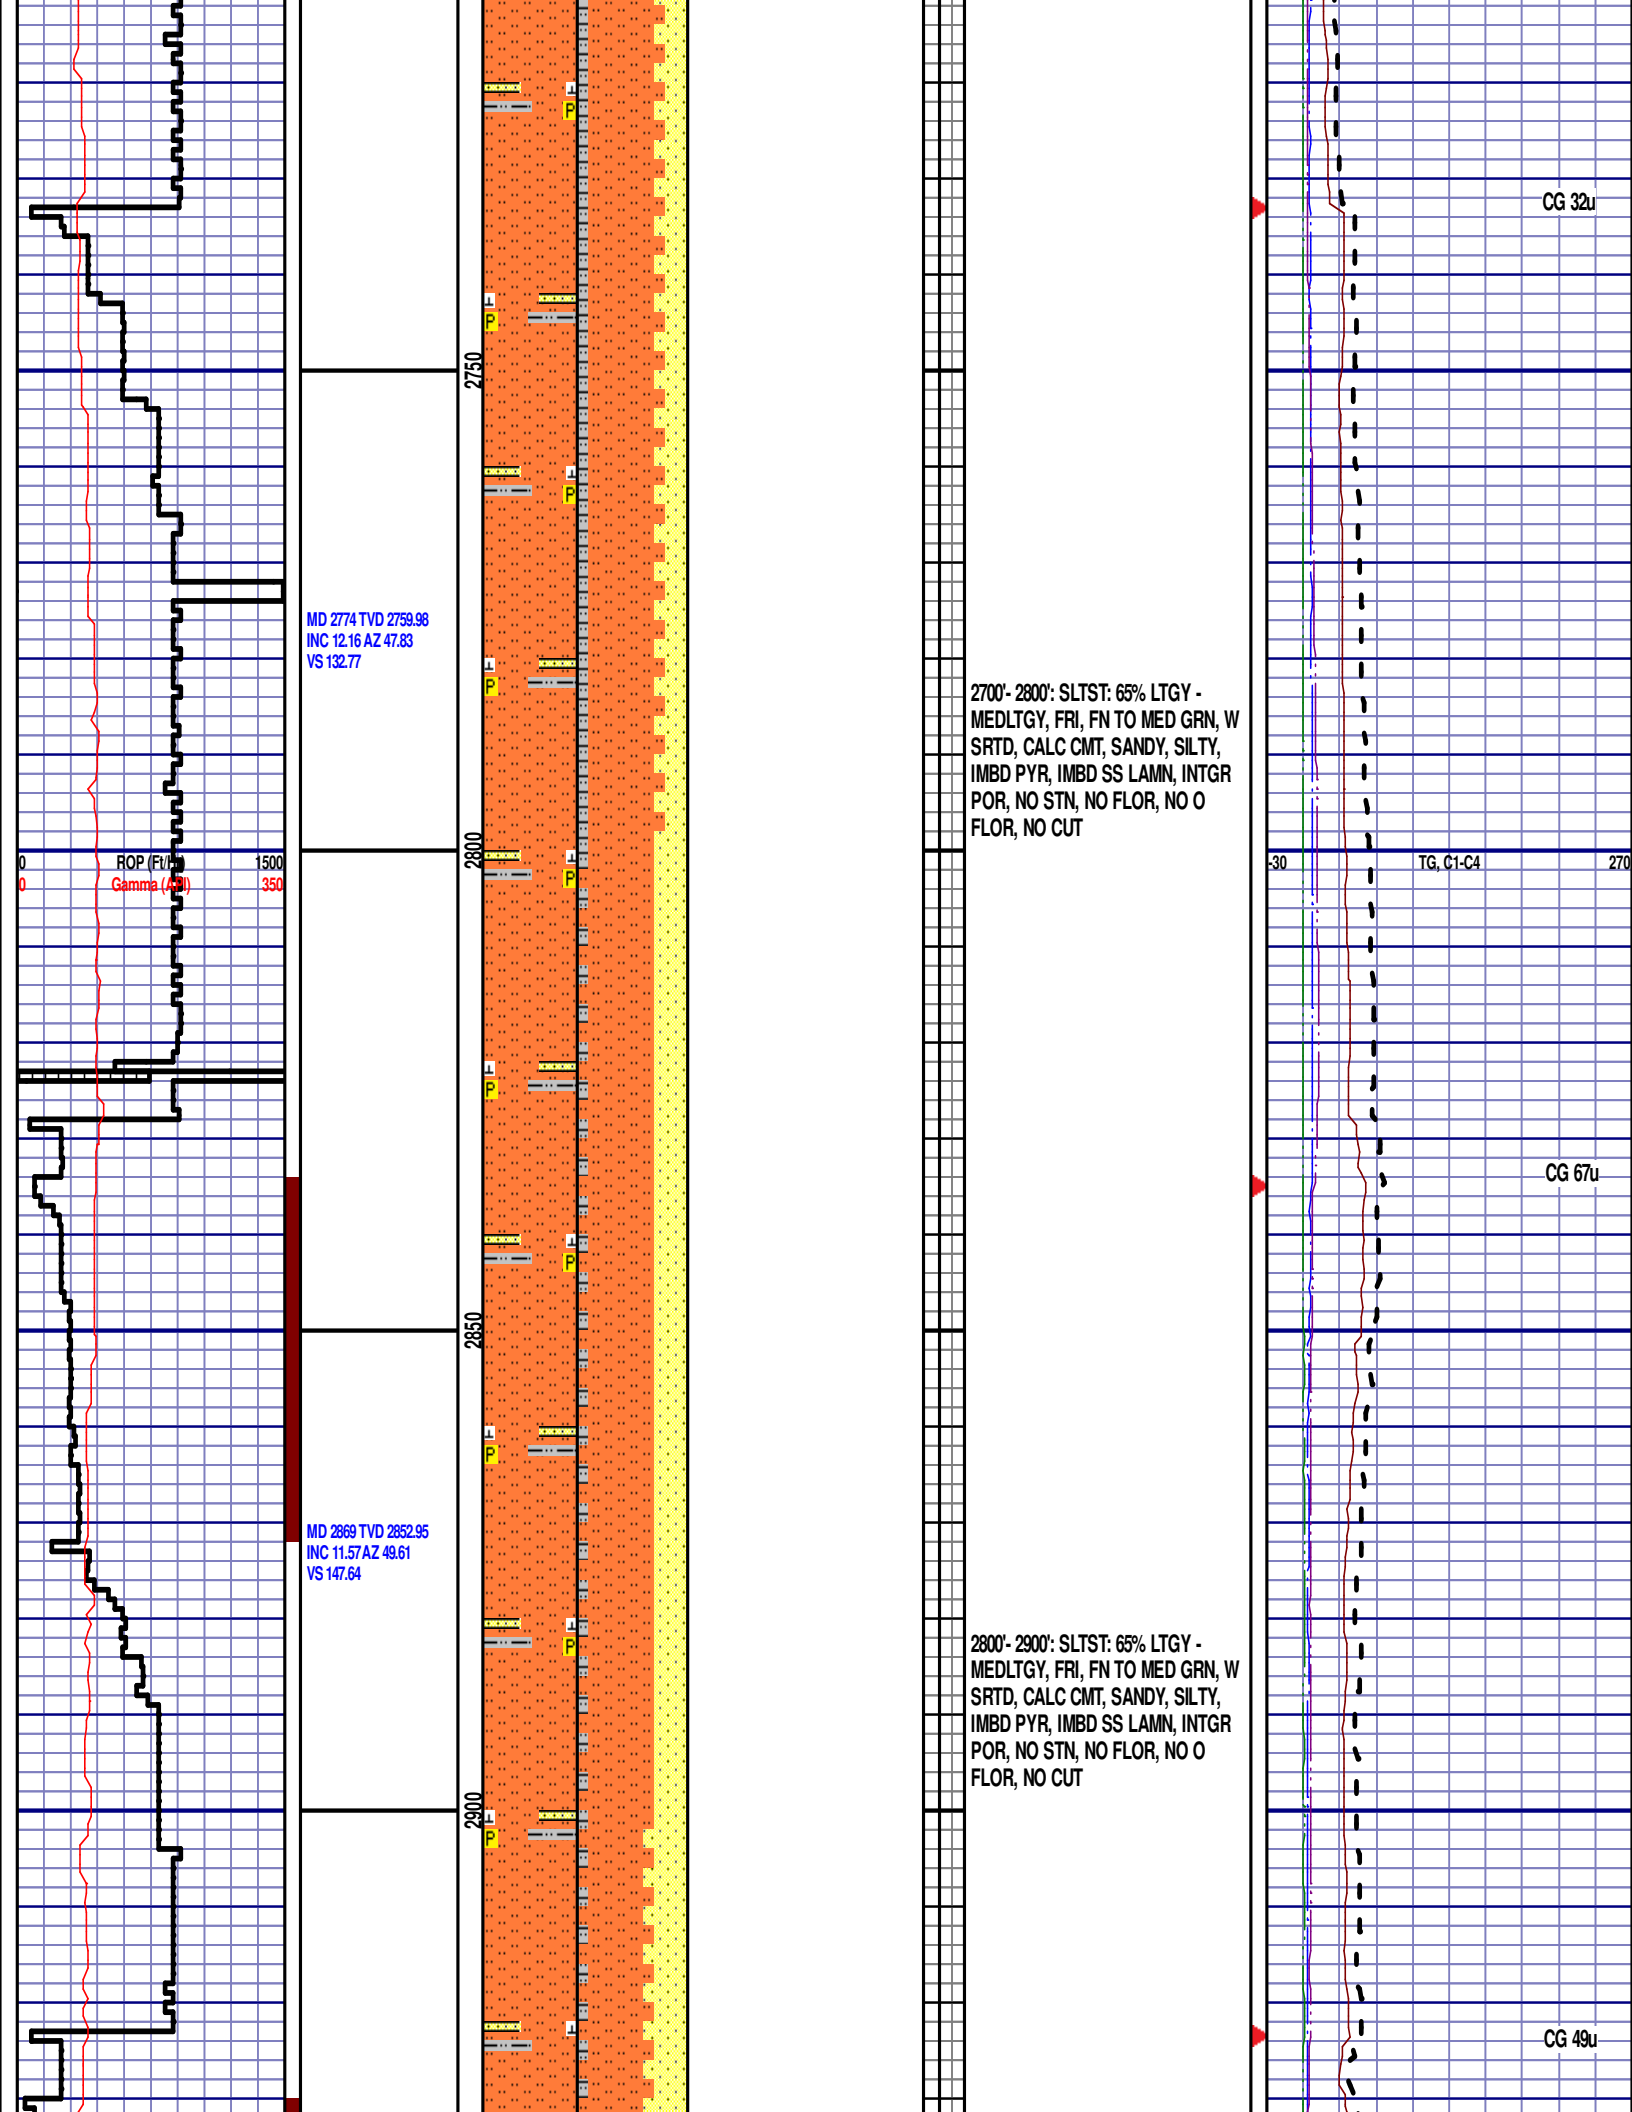 CG 32u
2750
MD 2774 TVD 2759.98
INC 12.16 AZ 47.83
VS 132.77
2700'- 2800': SLTST: 65% LTGY -
MEDLTGY, FRI, FN TO MED GRN, W
SRTD, CALC CMT, SANDY, SILTY,
IMBD PYR, IMBD SS LAMN, INTGR
POR, NO STN, NO FLOR, NO O
FLOR, NO CUT
2800
0 ROP (Ft/Hr) 1500
0 Gamma (API) 350
-30 TG, C1-C4 270
CG 67u
2850
MD 2869 TVD 2852.95
INC 11.57 AZ 49.61
VS 147.64
2800'- 2900': SLTST: 65% LTGY -
MEDLTGY, FRI, FN TO MED GRN, W
SRTD, CALC CMT, SANDY, SILTY,
IMBD PYR, IMBD SS LAMN, INTGR
POR, NO STN, NO FLOR, NO O
FLOR, NO CUT
2900
CG 49u
P
P
P
P
P
P
P
P
P
P